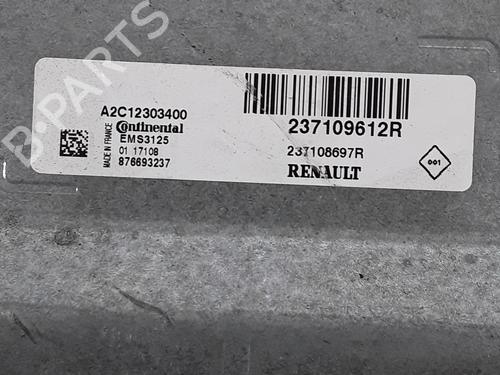 A2C12303400
Continental
EMS3125
01 17108
876693237
MADE IN FRANCE
237109612R
237108697R
RENAULT
001
B-PARTS